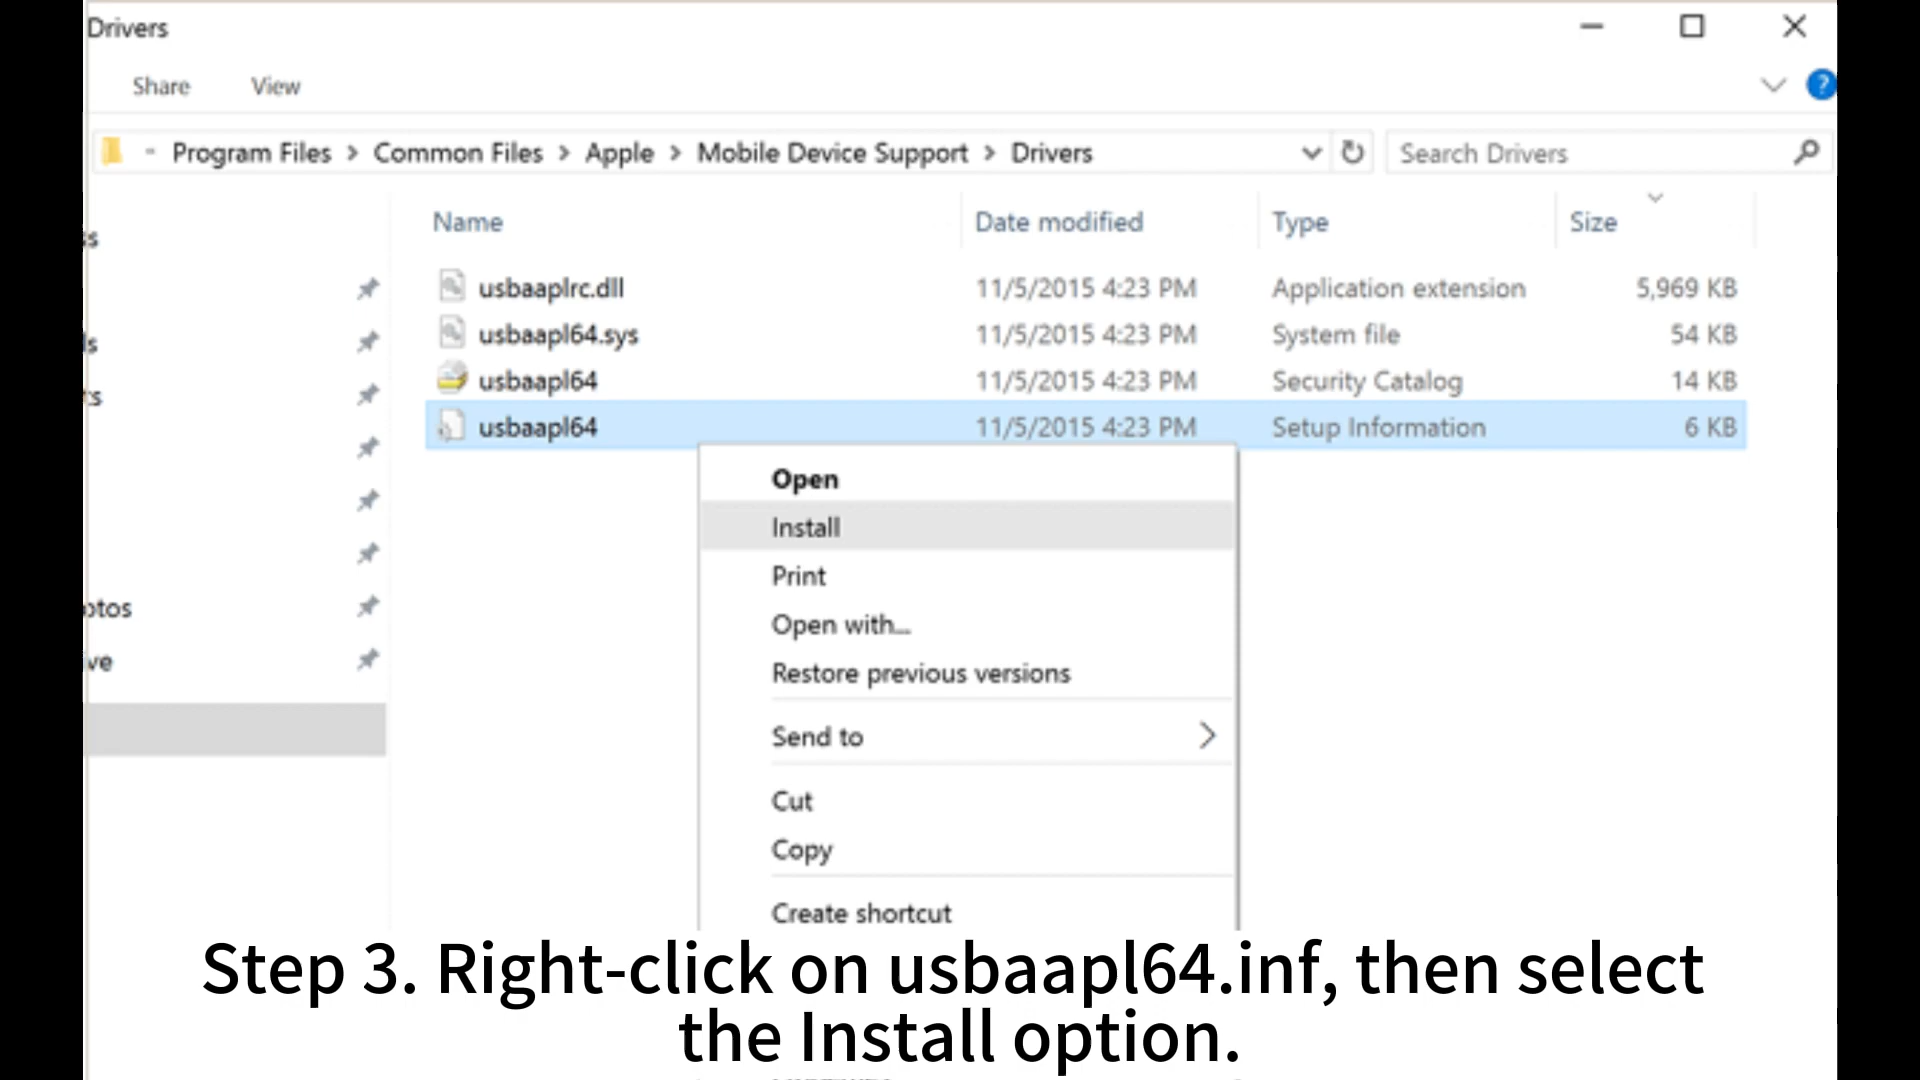 Drivers
Share View
Program Files > Common Files > Apple > Mobile Device Support > Drivers
Search Drivers
Name Date modified Type Size
usbaaplrc.dll 11/5/2015 4:23 PM Application extension 5,969 KB
usbaapl64.sys 11/5/2015 4:23 PM System file 54 KB
usbaapl64 11/5/2015 4:23 PM Security Catalog 14 KB
usbaapl64 11/5/2015 4:23 PM Setup Information 6 KB
Open
Install
Print
Open with...
Restore previous versions
Send to
Cut
Copy
Create shortcut
Step 3. Right-click on usbaapl64.inf, then select
the Install option.